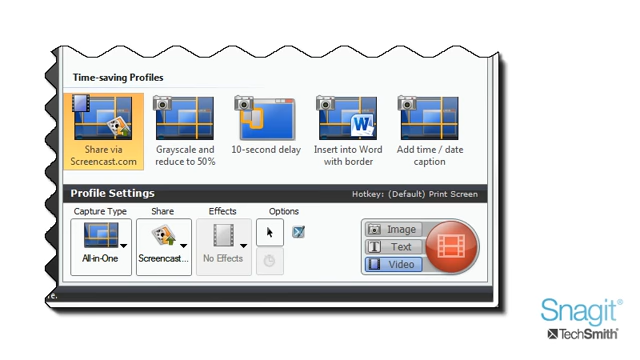 Time-saving Profiles
Share via
Screencast.com
Grayscale and
reduce to 50%
10-second delay
Insert into Word
with border
Add time / date
caption
Profile Settings
Hotkey: (Default) Print Screen
Capture Type
Share
Effects
Options
All-in-One
Screencast...
No Effects
Image
Text
Video
Snagit®
TechSmith®